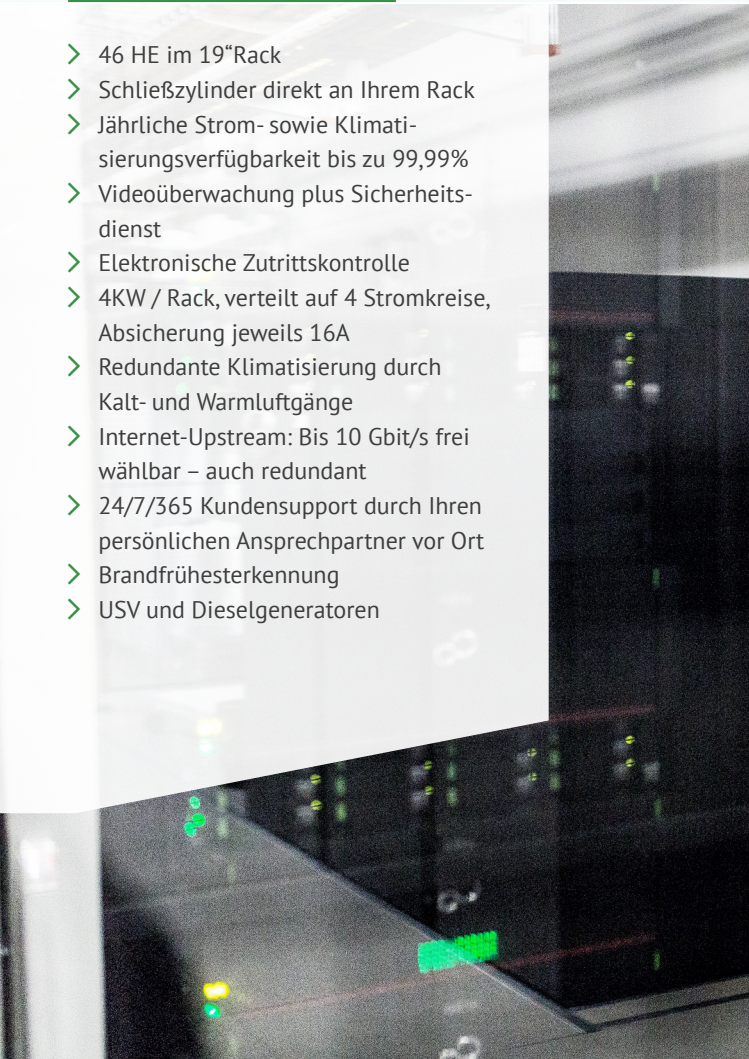 46 HE im 19“Rack
Schließzylinder direkt an Ihrem Rack
Jährliche Strom- sowie Klimati-
sierungsverfügbarkeit bis zu 99,99%
Videoüberwachung plus Sicherheits-
dienst
Elektronische Zutrittskontrolle
4KW / Rack, verteilt auf 4 Stromkreise,
Absicherung jeweils 16A
Redundante Klimatisierung durch
Kalt- und Warmluftgänge
Internet-Upstream: Bis 10 Gbit/s frei
wählbar – auch redundant
24/7/365 Kundensupport durch Ihren
persönlichen Ansprechpartner vor Ort
Brandfrühesterkennung
USV und Dieselgeneratoren